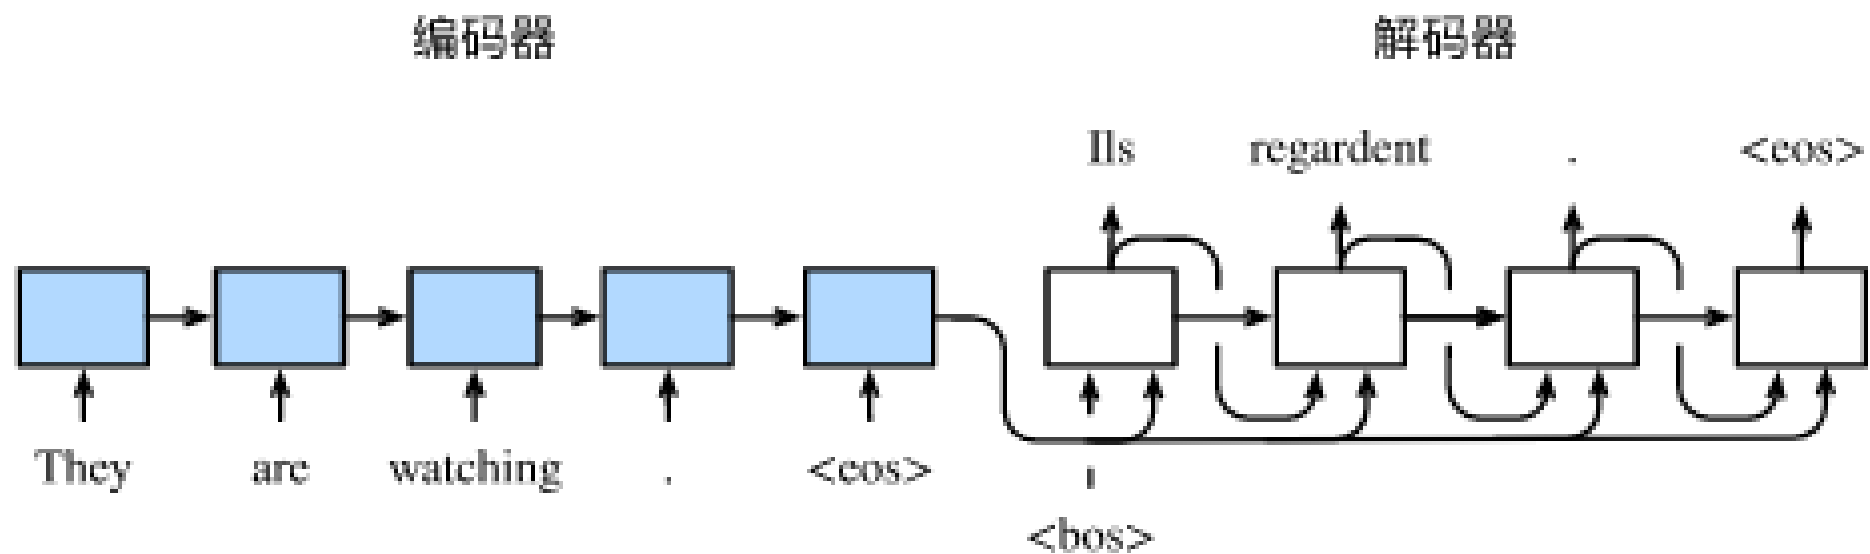 编码器 解码器
Ils regardent . <eos>
They are watching . <eos>
<bos>